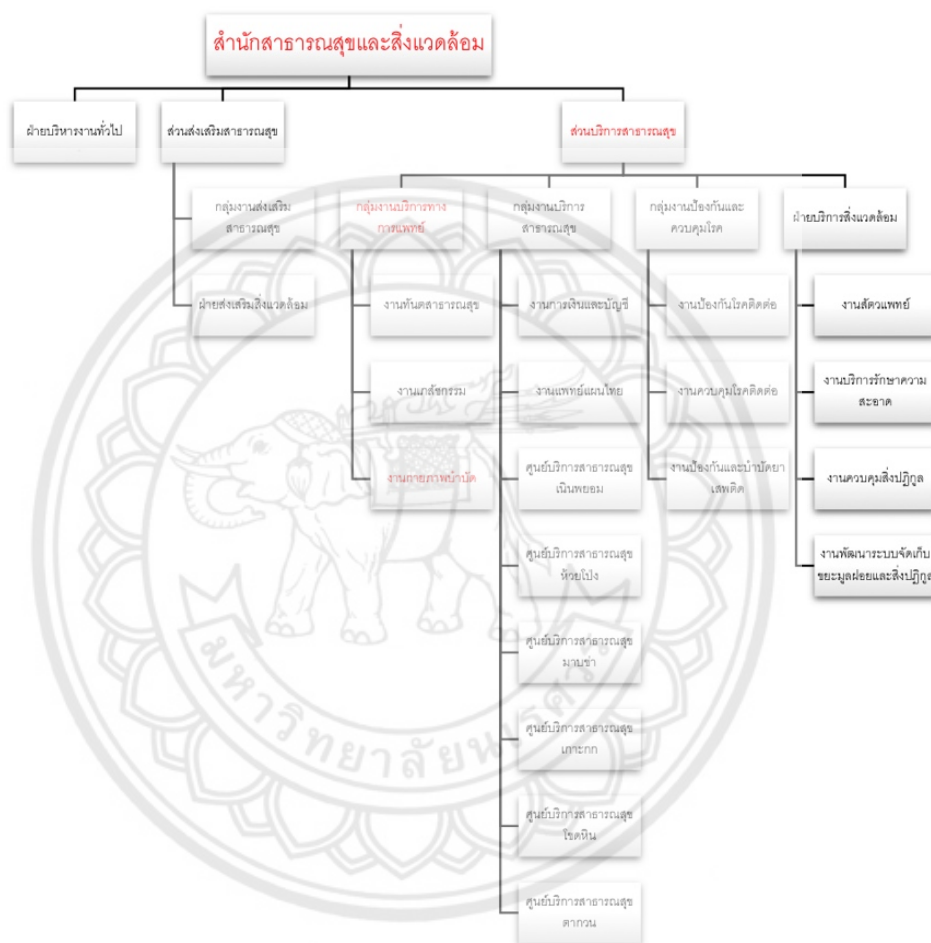 สำนักสาธารณสุขและสิ่งแวดล้อม
ฝ่ายบริหารงานทั่วไป
ส่วนส่งเสริมสาธารณสุข
ส่วนบริการสาธารณสุข
กลุ่มงานส่งเสริม
สาธารณสุข
ฝ่ายส่งเสริมสิ่งแวดล้อม
กลุ่มงานบริการทาง
การแพทย์
งานทันตสาธารณสุข
งานเภสัชกรรม
งานกายภาพบำบัด
กลุ่มงานบริการ
สาธารณสุข
งานการเงินและบัญชี
งานแพทย์แผนไทย
ศูนย์บริการสาธารณสุข
เนินพยอม
ศูนย์บริการสาธารณสุข
ห้วยโป่ง
ศูนย์บริการสาธารณสุข
มาบข่า
ศูนย์บริการสาธารณสุข
เกาะกก
ศูนย์บริการสาธารณสุข
โขดหิน
ศูนย์บริการสาธารณสุข
ตากวน
กลุ่มงานป้องกันและ
ควบคุมโรค
งานป้องกันโรคติดต่อ
งานควบคุมโรคติดต่อ
งานป้องกันและบำบัดยา
เสพติด
ฝ่ายบริการสิ่งแวดล้อม
งานสัตวแพทย์
งานบริการรักษาความ
สะอาด
งานควบคุมสิ่งปฏิกูล
งานพัฒนาระบบจัดเก็บ
ขยะมูลฝอยและสิ่งปฏิกูล
มหาวิทยาลัยนเรศวร